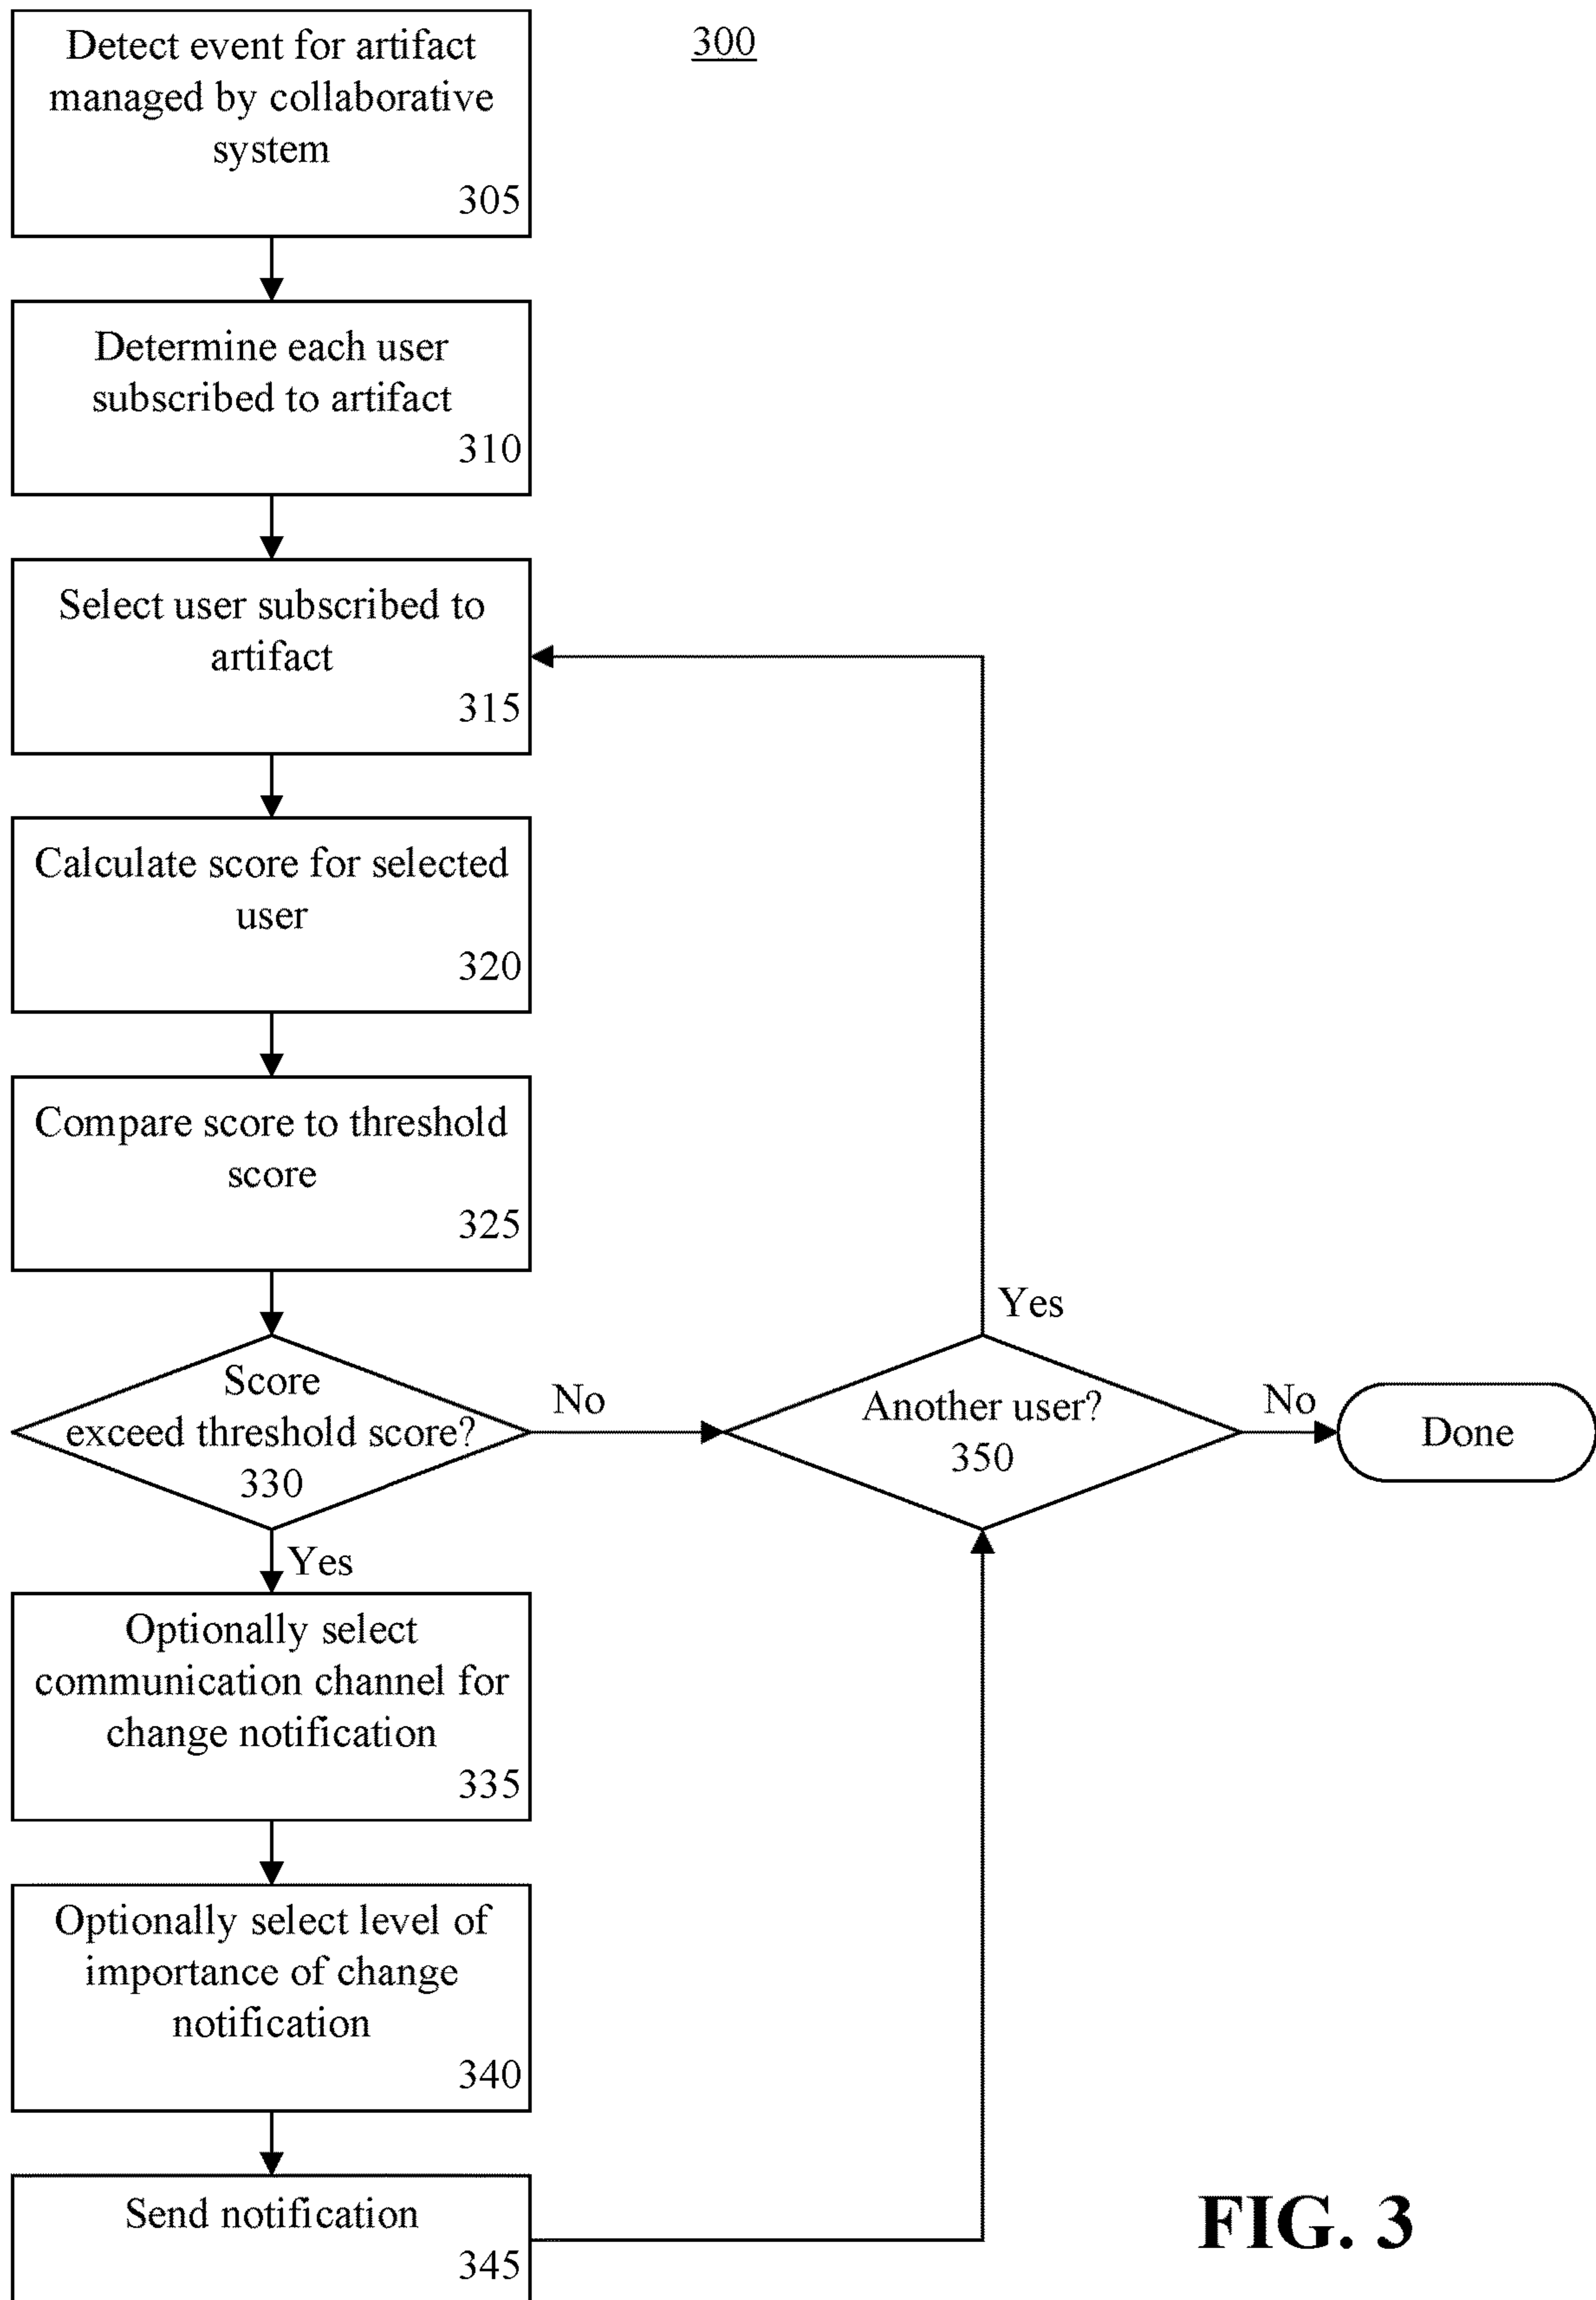 300
Detect event for artifact
managed by collaborative
system
305
Determine each user
subscribed to artifact
310
Select user subscribed to
artifact
315
Calculate score for selected
user
320
Compare score to threshold
score
325
Score
exceed threshold score?
330
No
Yes
Another user?
350
Yes
No
Done
Optionally select
communication channel for
change notification
335
Optionally select level of
importance of change
notification
340
Send notification
345
FIG. 3